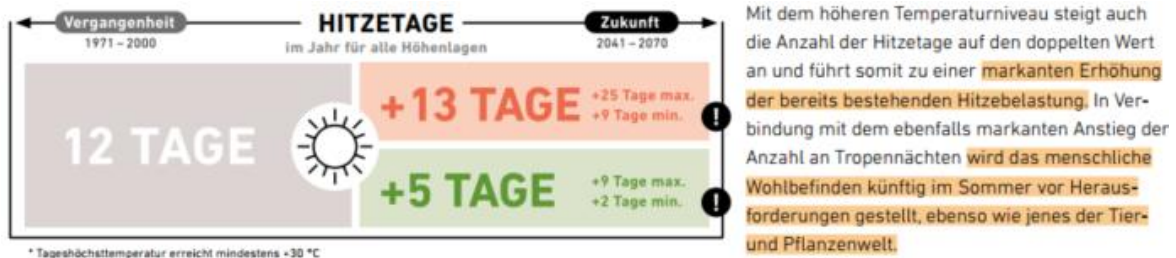 Vergangenheit
1971 – 2000
HITZETAGE
im Jahr für alle Höhenlagen
Zukunft
2041 – 2070
12 TAGE
+13 TAGE
+25 Tage max.
+9 Tage min.
!
+5 TAGE
+9 Tage max.
+2 Tage min.
!
* Tageshöchsttemperatur erreicht mindestens +30 °C
Mit dem höheren Temperaturniveau steigt auch
die Anzahl der Hitzetage auf den doppelten Wert
an und führt somit zu einer markanten Erhöhung
der bereits bestehenden Hitzebelastung. In Ver-
bindung mit dem ebenfalls markanten Anstieg der
Anzahl an Tropennächten wird das menschliche
Wohlbefinden künftig im Sommer vor Heraus-
forderungen gestellt, ebenso wie jenes der Tier-
und Pflanzenwelt.